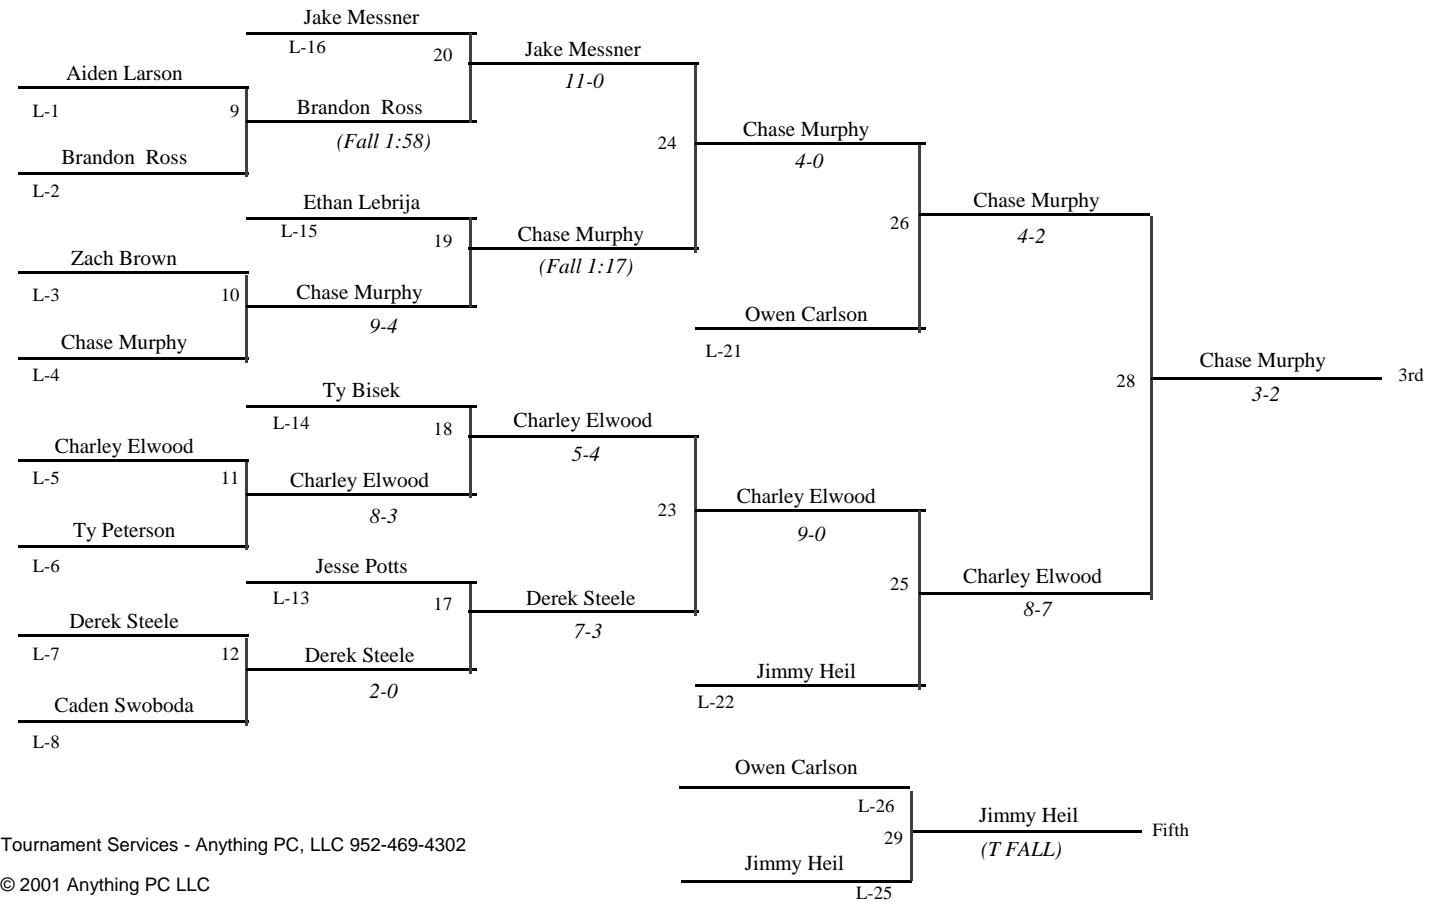 Jake Messner
L-16
20
Jake Messner
11-0
Aiden Larson
L-1
9
Brandon  Ross
(Fall 1:58)
Brandon  Ross
L-2
24
Chase Murphy
4-0
Ethan Lebrija
L-15
19
Chase Murphy
(Fall 1:17)
Zach Brown
L-3
10
Chase Murphy
9-4
Chase Murphy
L-4
26
Chase Murphy
4-2
Owen Carlson
L-21
28
Chase Murphy
3-2
3rd
Ty Bisek
L-14
18
Charley Elwood
5-4
Charley Elwood
L-5
11
Charley Elwood
8-3
Ty Peterson
L-6
23
Charley Elwood
9-0
Jesse Potts
L-13
17
Derek Steele
7-3
Derek Steele
L-7
12
Derek Steele
2-0
Caden Swoboda
L-8
25
Charley Elwood
8-7
Jimmy Heil
L-22
Owen Carlson
L-26
29
Jimmy Heil
(T FALL)
Fifth
Jimmy Heil
L-25
Tournament Services - Anything PC, LLC 952-469-4302
© 2001 Anything PC LLC